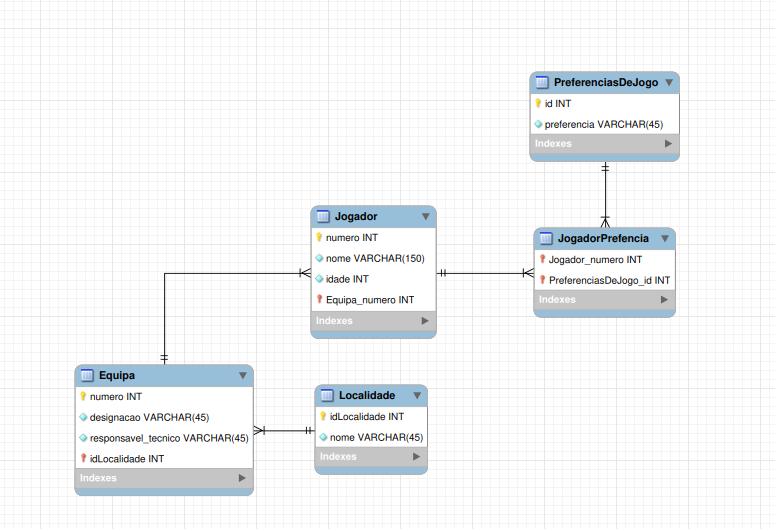 PreferenciasDeJogo
id INT
preferencia VARCHAR(45)
Indexes
Jogador
numero INT
nome VARCHAR(150)
idade INT
Equipa_numero INT
Indexes
JogadorPrefencia
Jogador_numero INT
PreferenciasDeJogo_id INT
Indexes
Equipa
numero INT
designacao VARCHAR(45)
responsavel_tecnico VARCHAR(45)
idLocalidade INT
Indexes
Localidade
idLocalidade INT
nome VARCHAR(45)
Indexes